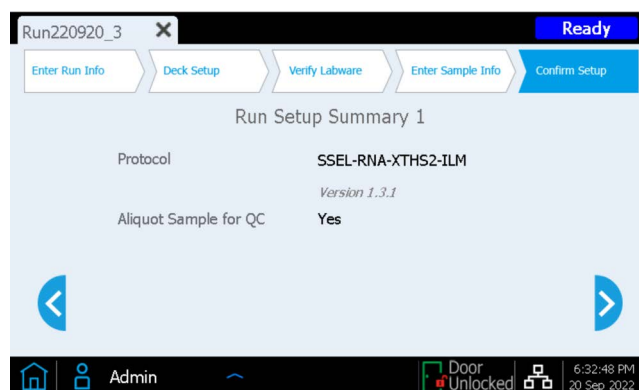 Run220920_3
Ready
Enter Run Info
Deck Setup
Verify Labware
Enter Sample Info
Confirm Setup
Run Setup Summary 1
Protocol
SSEL-RNA-XTHS2-ILM
Version 1.3.1
Aliquot Sample for QC
Yes
Admin
Door
Unlocked
6:32:48 PM
20 Sep 2022